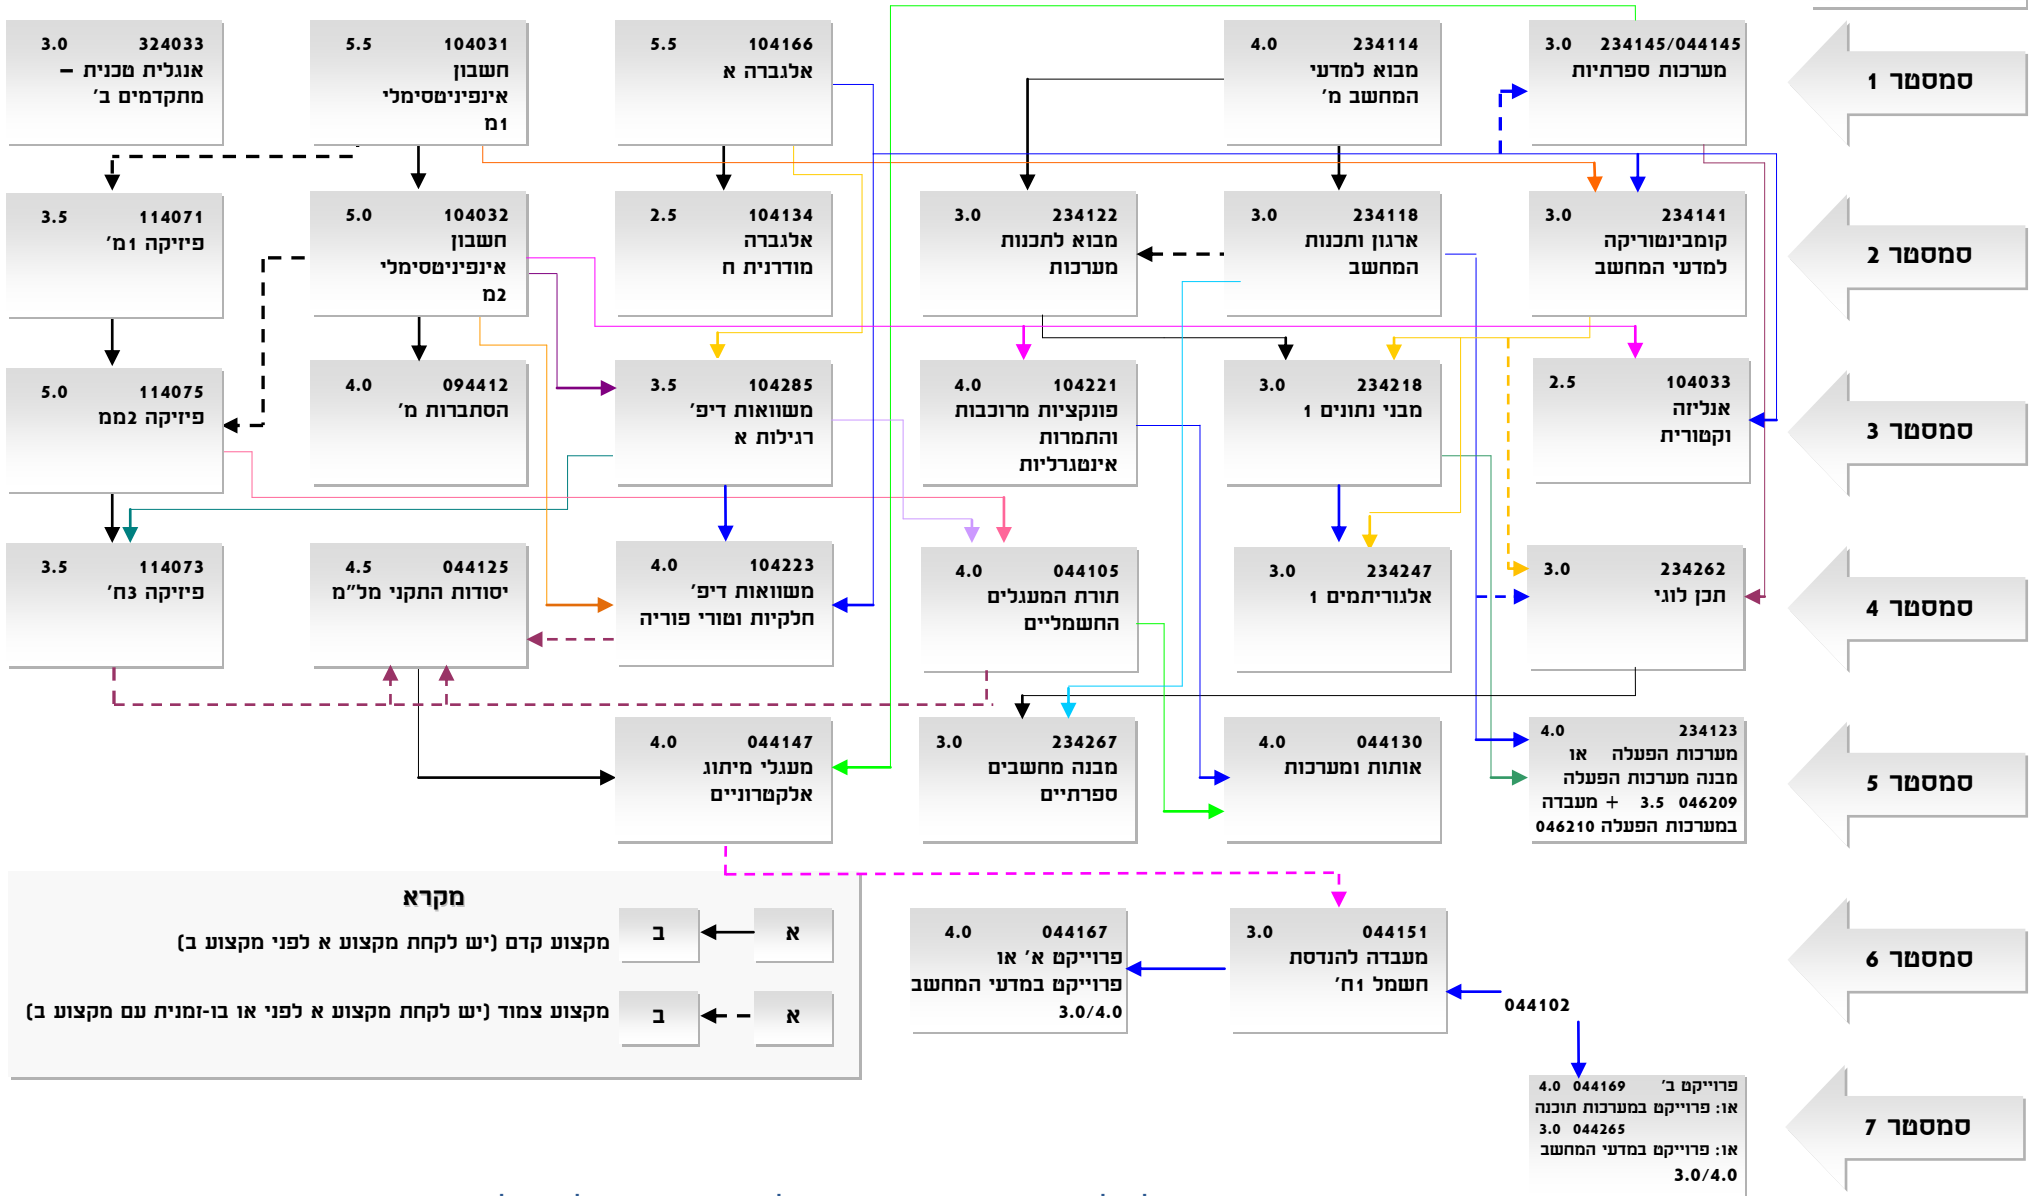 סמסטר 1
234145/044145 3.0
מערכות ספרתיות
234114 4.0
מבוא למדעי
המחשב מ'
104166 5.5
אלגברה א
104031 5.5
חשבון
אינפיניטסימלי
1מ
324033 3.0
אנגלית טכנית –
מתקדמים ב'
סמסטר 2
234141 3.0
קומבינטוריקה
למדעי המחשב
234118 3.0
ארגון ותכנות
המחשב
234122 3.0
מבוא לתכנות
מערכות
104134 2.5
אלגברה
מודרנית ח
104032 5.0
חשבון
אינפיניטסימלי
2מ
114071 3.5
פיזיקה 1מ'
סמסטר 3
104033 2.5
אנליזה
וקטורית
234218 3.0
מבני נתונים 1
104221 4.0
פונקציות מרוכבות
והתמרות
אינטגרליות
104285 3.5
משוואות דיפ'
רגילות א
094412 4.0
הסתברות מ'
114075 5.0
פיזיקה 2ממ
סמסטר 4
234262 3.0
תכן לוגי
234247 3.0
אלגוריתמים 1
044105 4.0
תורת המעגלים
החשמליים
104223 4.0
משוואות דיפ'
חלקיות וטורי פוריה
044125 4.5
יסודות התקני מל"מ
114073 3.5
פיזיקה 3ח'
סמסטר 5
234123 4.0
מערכות הפעלה או
מבנה מערכות הפעלה
046209 3.5 + מעבדה
במערכות הפעלה 046210
044130 4.0
אותות ומערכות
234267 3.0
מבנה מחשבים
ספרתיים
044147 4.0
מעגלי מיתוג
אלקטרוניים
סמסטר 6
044102
044151 3.0
מעבדה להנדסת
חשמל 1ח'
044167 4.0
פרוייקט א' או
פרוייקט במדעי המחשב
3.0/4.0
מקרא
א
ב
מקצוע קדם (יש לקחת מקצוע א לפני מקצוע ב)
א
ב
מקצוע צמוד (יש לקחת מקצוע א לפני או בו-זמנית עם מקצוע ב)
סמסטר 7
פרוייקט ב' 044169 4.0
או: פרוייקט במערכות תוכנה
044265 3.0
או: פרוייקט במדעי המחשב
3.0/4.0